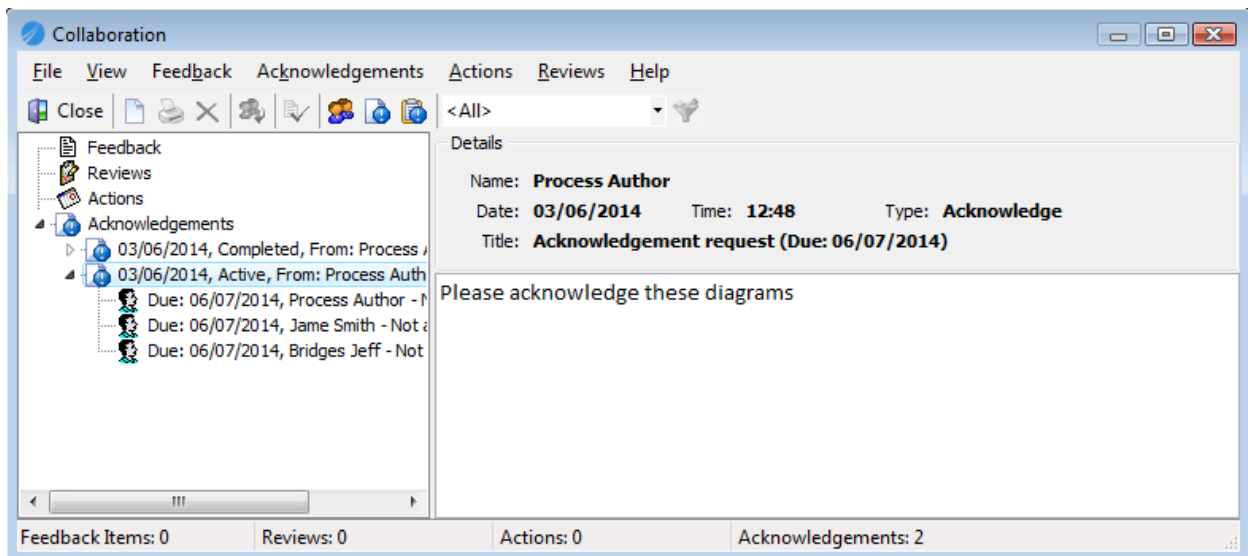 Collaboration
File View Feedback Acknowledgements Actions Reviews Help
Close <All>
Feedback
Reviews
Actions
Acknowledgements
03/06/2014, Completed, From: Process
03/06/2014, Active, From: Process Auth
Due: 06/07/2014, Process Author -
Due: 06/07/2014, Jame Smith - Not
Due: 06/07/2014, Bridges Jeff - Not
Details
Name: Process Author
Date: 03/06/2014 Time: 12:48 Type: Acknowledge
Title: Acknowledgement request (Due: 06/07/2014)
Please acknowledge these diagrams
Feedback Items: 0 Reviews: 0 Actions: 0 Acknowledgements: 2